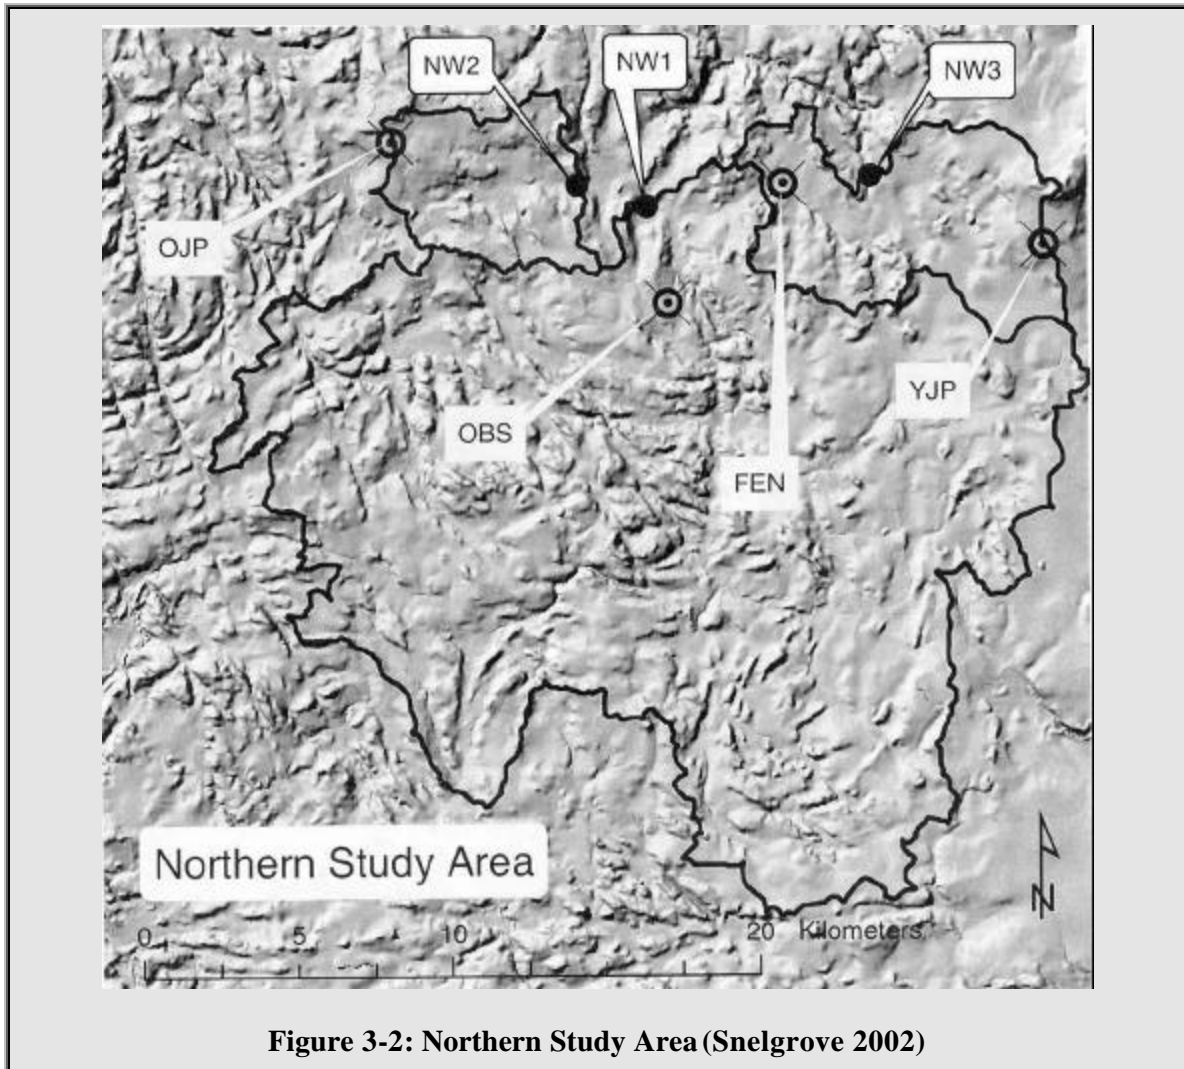 NW2
NW1
NW3
OJP
YJP
OBS
FEN
Northern Study Area
N
0 5 10 20 Kilometers
Figure 3-2: Northern Study Area (Snelgrove 2002)